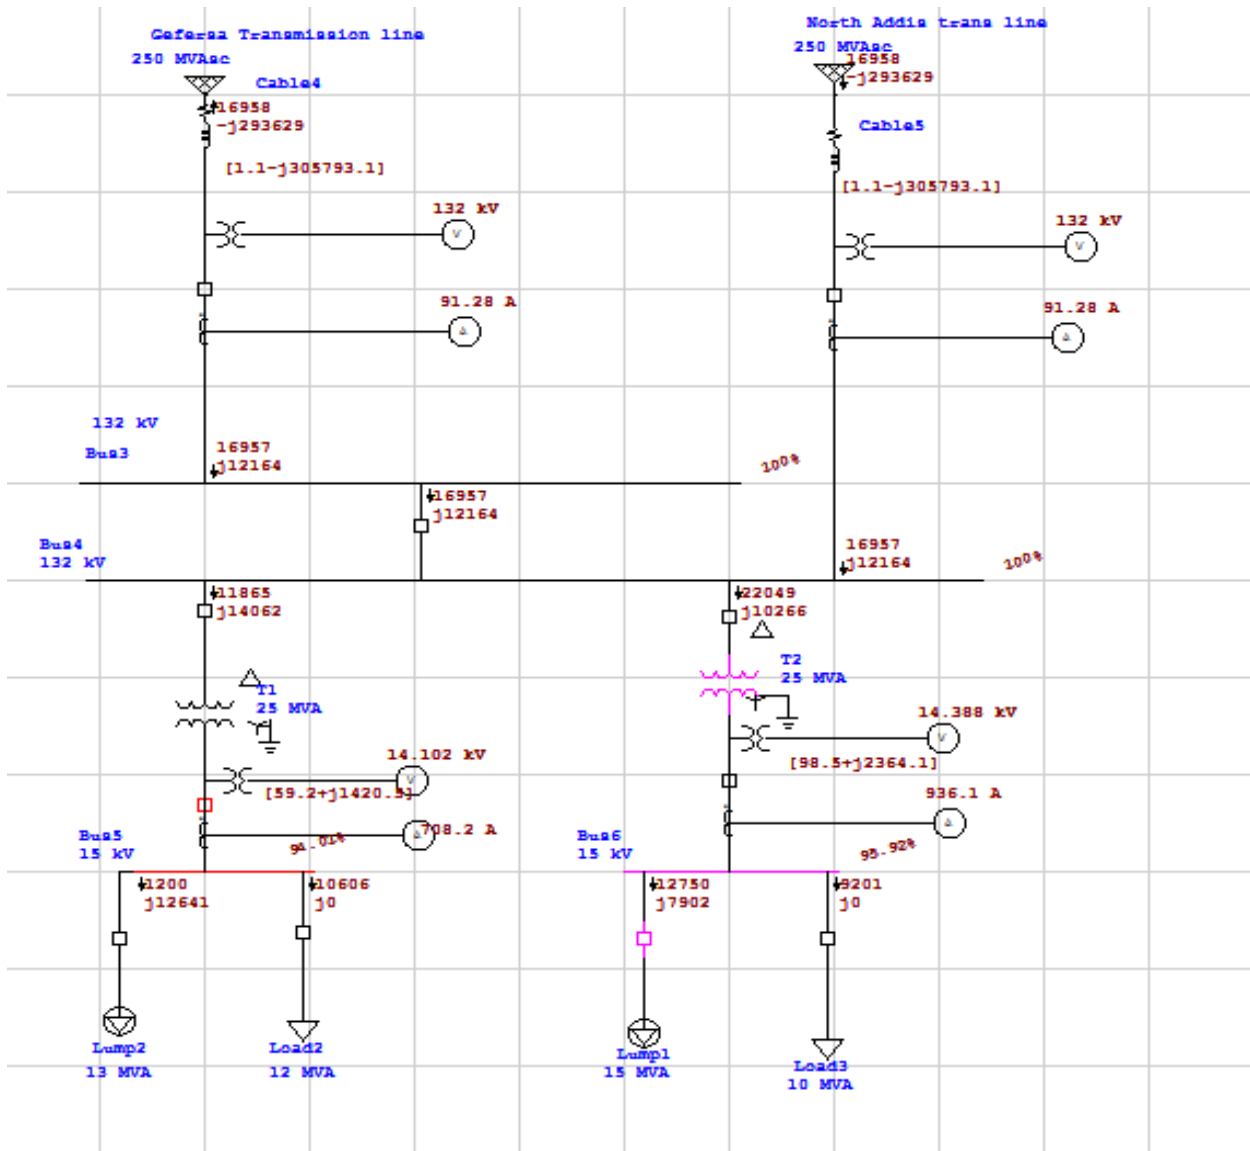 Gefersa Transmission line
250 MVAsc
Cable4
16958
-j293629
[1.1-j305793.1]
132 kV
V
91.28 A
A
North Addis trans line
250 MVAsc
16958
-j293629
Cable5
[1.1-j305793.1]
132 kV
V
91.28 A
A
132 kV
Bus3
16957
j12164
100%
16957
j12164
Bus4
132 kV
16957
j12164
100%
11865
j14062
22049
j10266
T1
25 MVA
T2
25 MVA
14.102 kV
V
[59.2+j1420.5]
708.2 A
A
94.01%
14.388 kV
V
[98.5+j2364.1]
936.1 A
A
95.92%
Bus5
15 kV
1200
j12641
10606
j0
Bus6
15 kV
12750
j7902
9201
j0
Lump2
13 MVA
Load2
12 MVA
Lump1
15 MVA
Load3
10 MVA